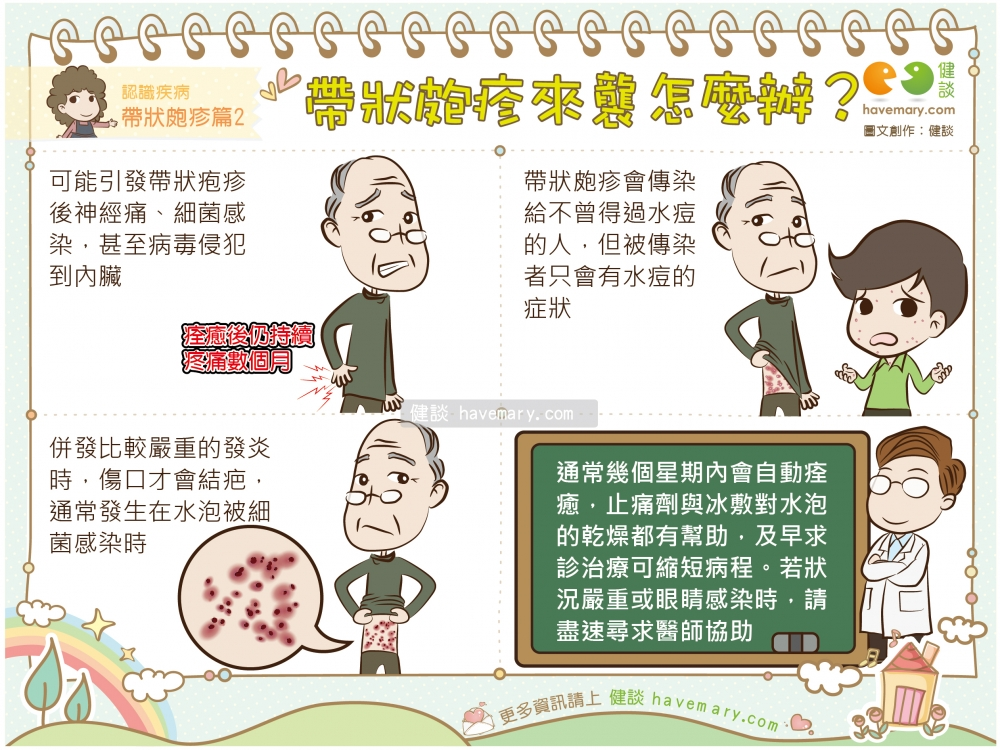 認識疾病
帶狀皰疹篇2
帶狀皰疹來襲怎麼辦？
健談
havemary.com
圖文創作：健談
可能引發帶狀疱疹
後神經痛、細菌感
染，甚至病毒侵犯
到內臟
痊癒後仍持續
疼痛數個月
帶狀皰疹會傳染
給不曾得過水痘
的人，但被傳染
者只會有水痘的
症狀
健談 havemary.com
併發比較嚴重的發炎
時，傷口才會結疤，
通常發生在水泡被細
菌感染時
通常幾個星期內會自動痊
癒，止痛劑與冰敷對水泡
的乾燥都有幫助，及早求
診治療可縮短病程。若狀
況嚴重或眼睛感染時，請
盡速尋求醫師協助
更多資訊請上 健談 havemary.com